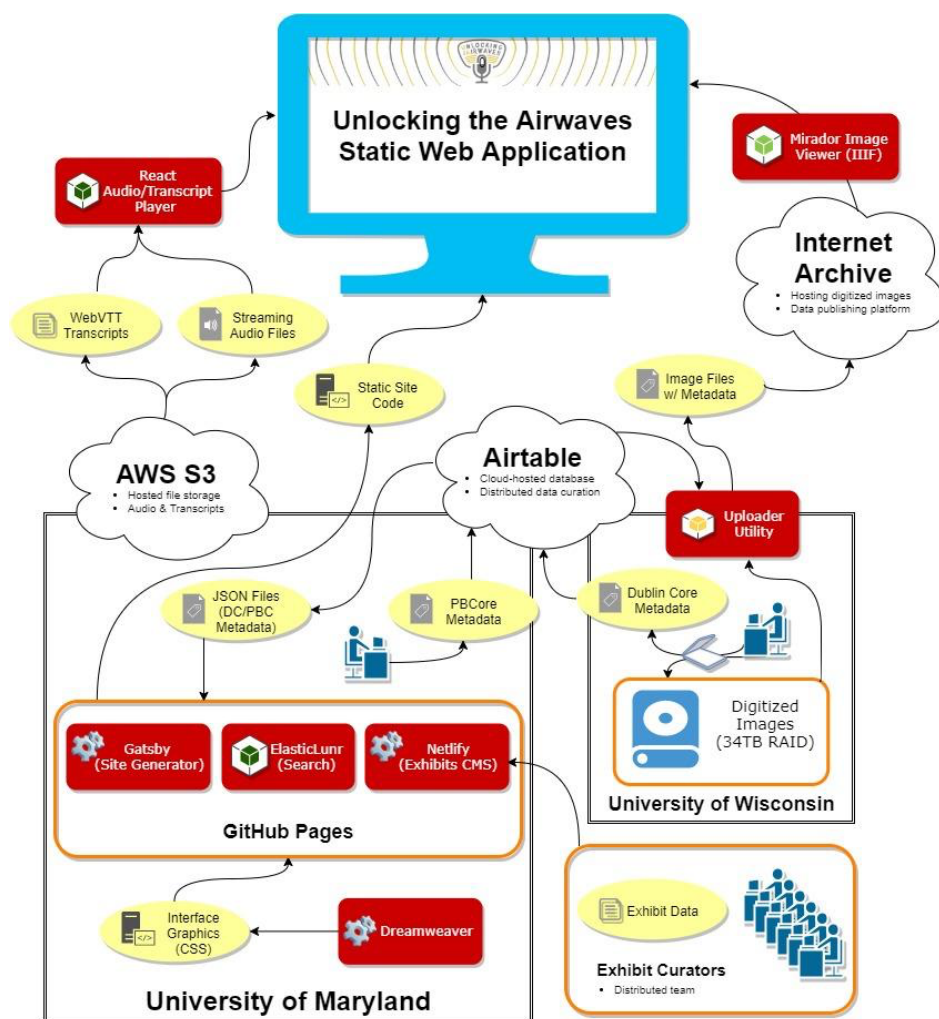 UNLOCKING
AIRWAVES
Unlocking the Airwaves
Static Web Application
Mirador Image
Viewer (IIIF)
React
Audio/Transcript
Player
Internet
Archive
• Hosting digitized images
• Data publishing platform
WebVTT
Transcripts
Streaming
Audio Files
Static Site
Code
Image Files
w/ Metadata
AWS S3
• Hosted file storage
• Audio & Transcripts
Airtable
• Cloud-hosted database
• Distributed data curation
Uploader
Utility
JSON Files
(DC/PBC
Metadata)
PBCore
Metadata
Dublin Core
Metadata
Digitized
Images
(34TB RAID)
University of Wisconsin
Gatsby
(Site Generator)
ElasticLunr
(Search)
Netlify
(Exhibits CMS)
GitHub Pages
Interface
Graphics
(CSS)
Dreamweaver
University of Maryland
Exhibit Data
Exhibit Curators
• Distributed team